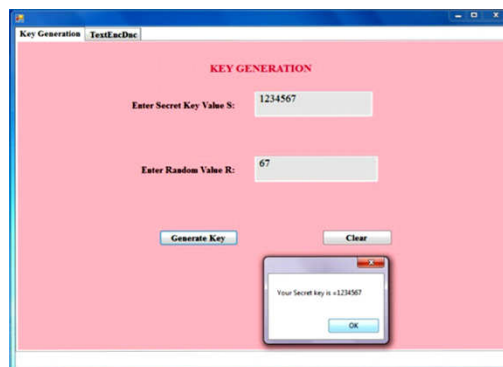 Key Generation TextEncDnc
KEY GENERATION
Enter Secret Key Value S: 1234567
Enter Random Value R: 67
Generate Key Clear
Your Secret key is =1234567
OK